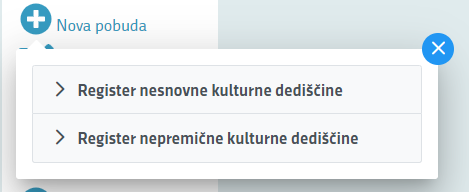 Nova pobuda
Register nesnovne kulturne dediščine
Register nepremične kulturne dediščine